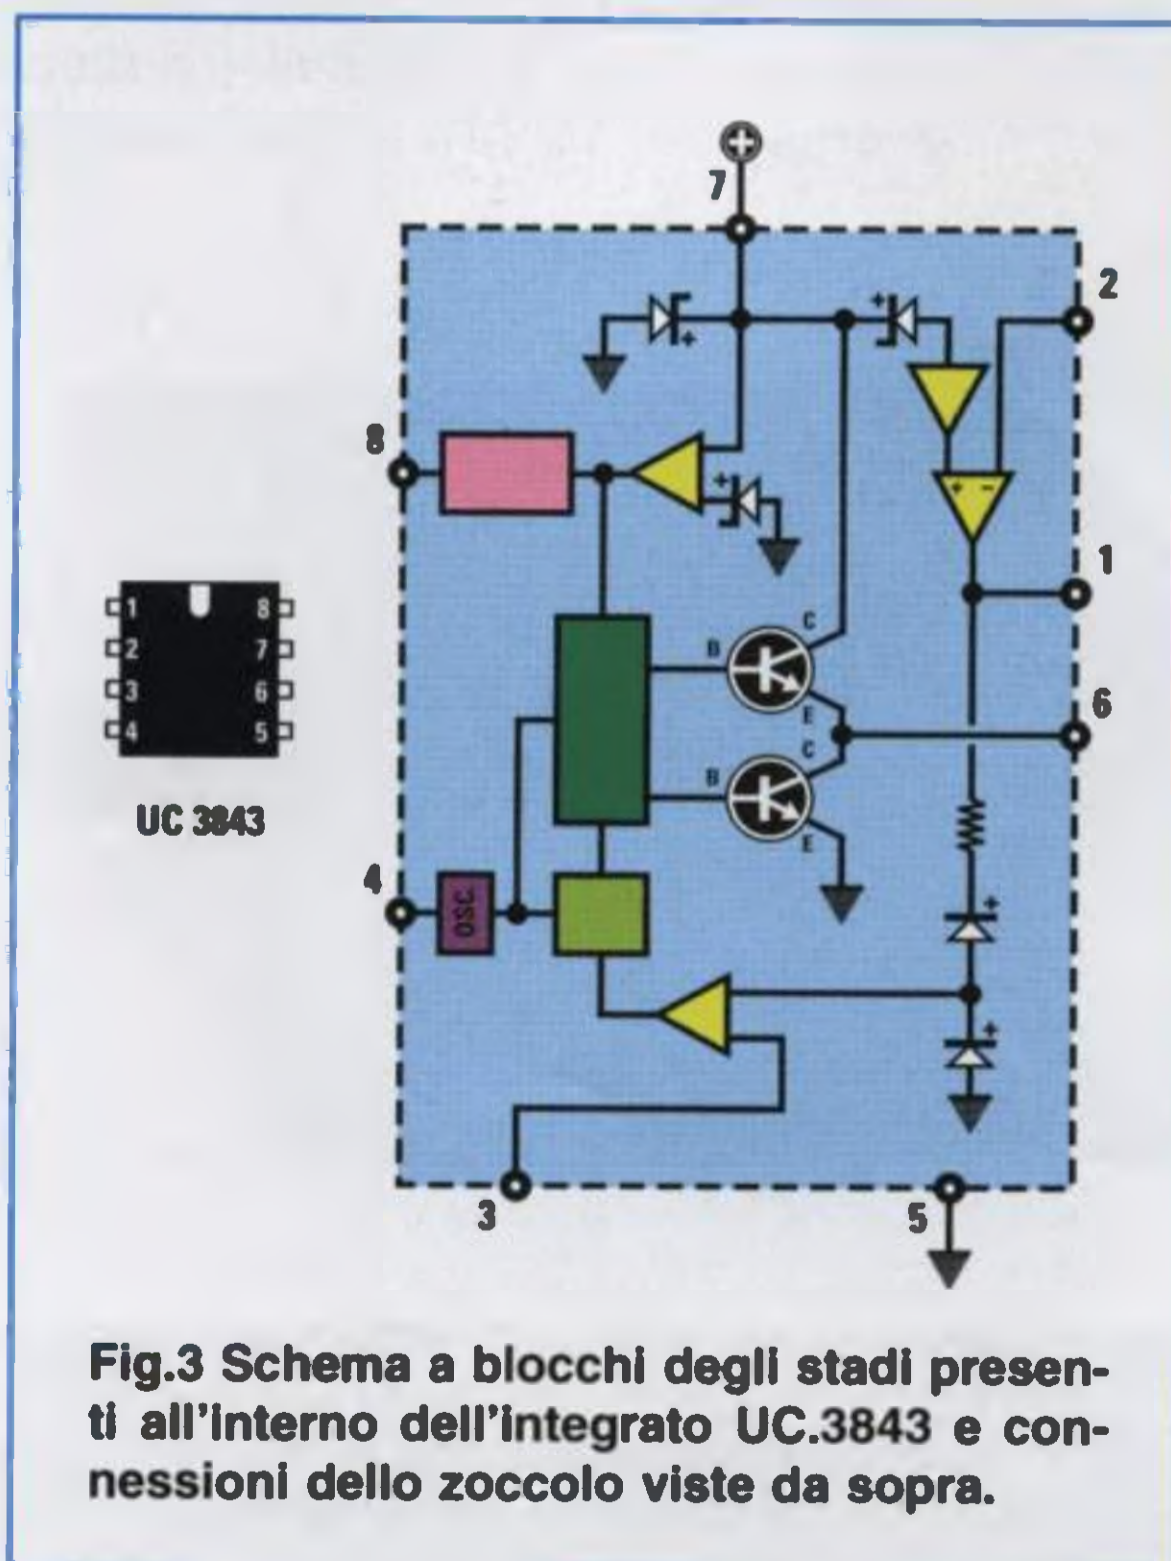 7
2
8
1
6
4
3
5
+
+
+
+ -
B
C
E
B
C
E
OSC.
+
+
1 8
2 7
3 6
4 5
UC 3843
Fig.3 Schema a blocchi degli stadi presen-
ti all'interno dell'integrato UC.3843 e con-
nessioni dello zoccolo viste da sopra.